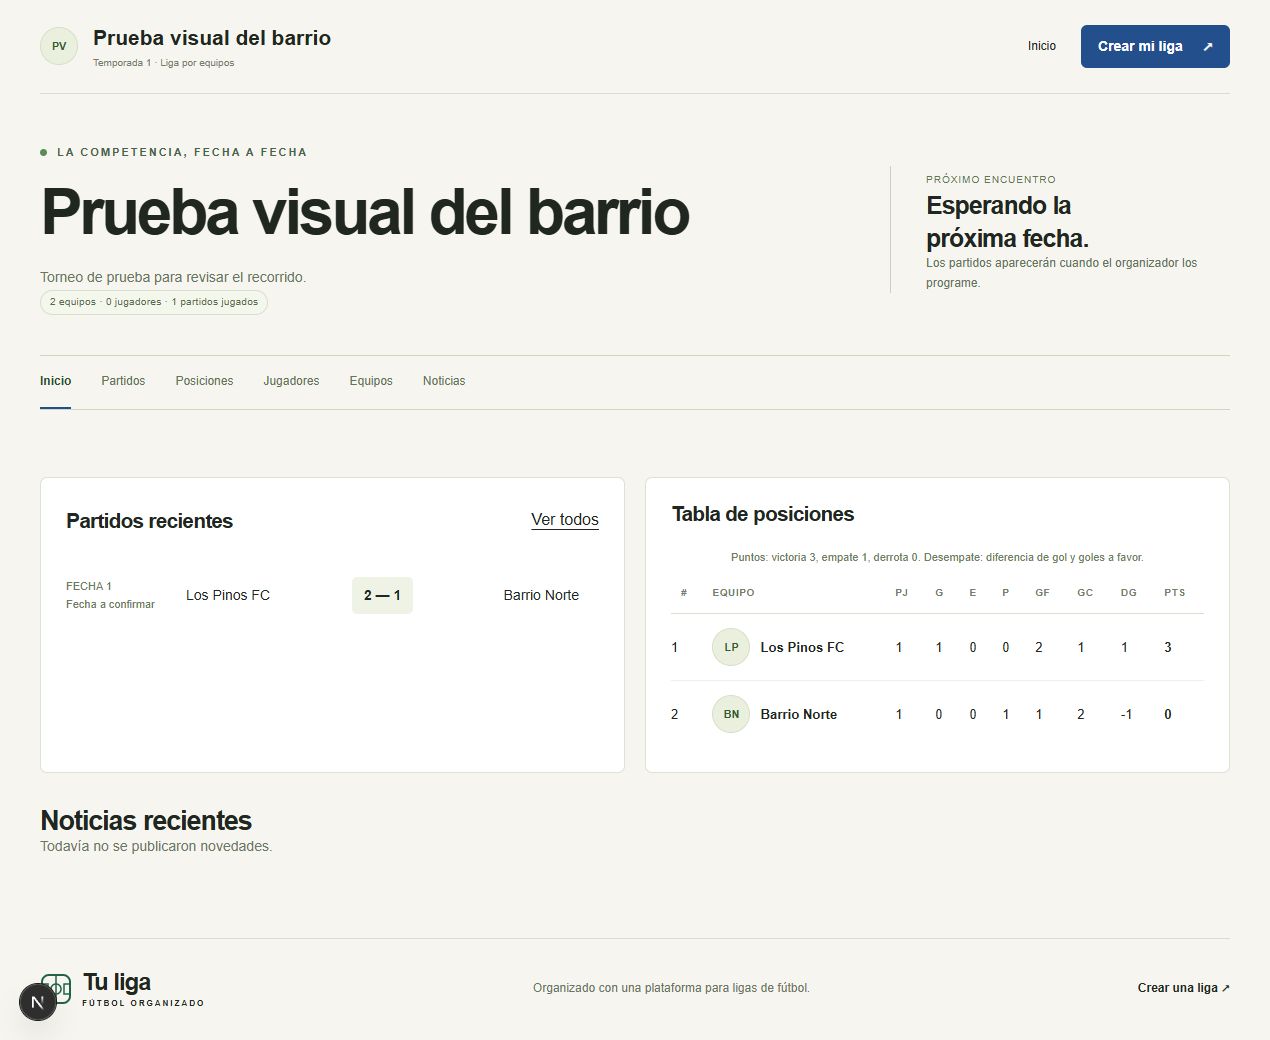 PV
Prueba visual del barrio
Temporada 1 · Liga por equipos
Inicio
Crear mi liga ↗
LA COMPETENCIA, FECHA A FECHA
Prueba visual del barrio
Torneo de prueba para revisar el recorrido.
2 equipos · 0 jugadores · 1 partidos jugados
PRÓXIMO ENCUENTRO
Esperando la
próxima fecha.
Los partidos aparecerán cuando el organizador los
programe.
Inicio Partidos Posiciones Jugadores Equipos Noticias
Partidos recientes
Ver todos
FECHA 1
Fecha a confirmar
Los Pinos FC 2 — 1 Barrio Norte
Tabla de posiciones
Puntos: victoria 3, empate 1, derrota 0. Desempate: diferencia de gol y goles a favor.
# EQUIPO PJ G E P GF GC DG PTS
1 LP Los Pinos FC 1 1 0 0 2 1 1 3
2 BN Barrio Norte 1 0 0 1 1 2 -1 0
Noticias recientes
Todavía no se publicaron novedades.
N
Tu liga
FÚTBOL ORGANIZADO
Organizado con una plataforma para ligas de fútbol.
Crear una liga ↗